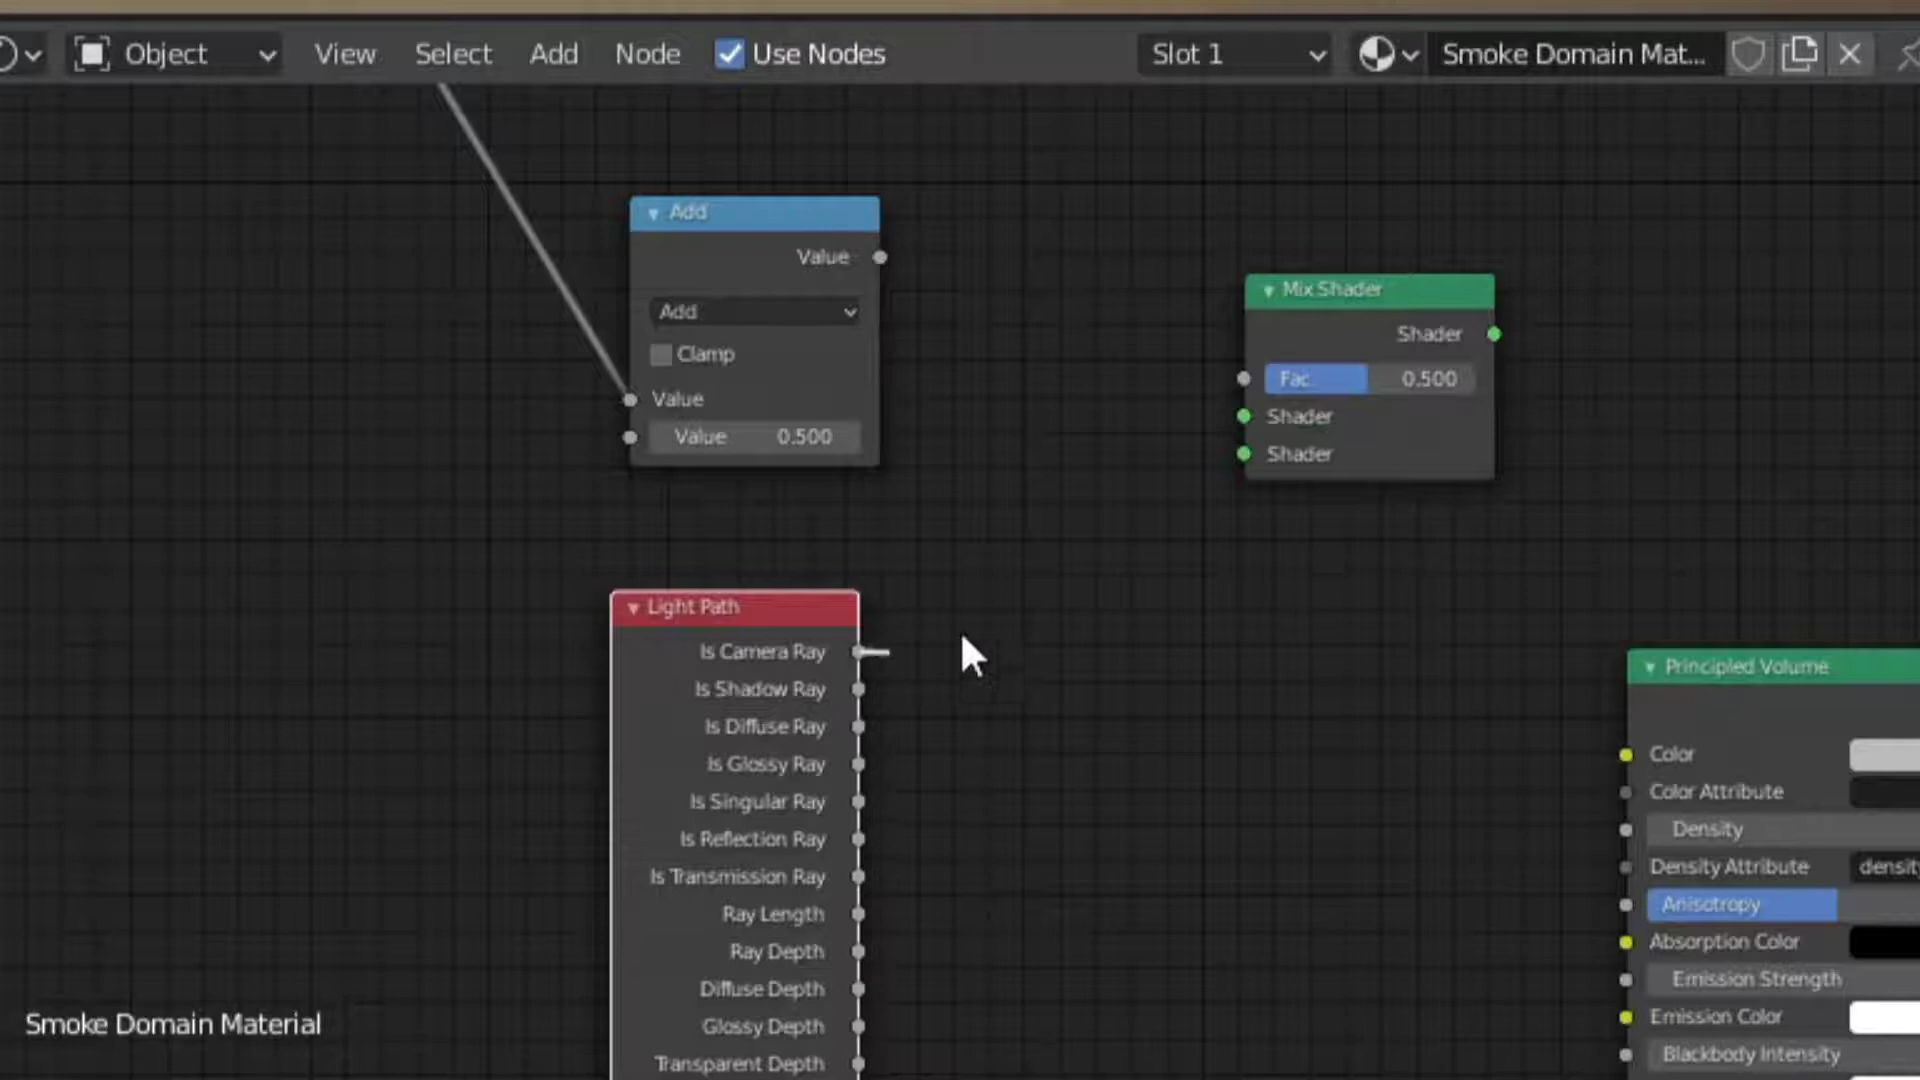 Object View Select Add Node Use Nodes Slot 1 Smoke Domain Mat...
Add
Value
Add
Clamp
Value
Value 0.500
Mix Shader
Shader
Fac 0.500
Shader
Shader
Light Path
Is Camera Ray
Is Shadow Ray
Is Diffuse Ray
Is Glossy Ray
Is Singular Ray
Is Reflection Ray
Is Transmission Ray
Ray Length
Ray Depth
Diffuse Depth
Glossy Depth
Transparent Depth
Principled Volume
Color
Color Attribute
Density
Density Attribute density
Anisotropy
Absorption Color
Emission Strength
Emission Color
Blackbody Intensity
Smoke Domain Material